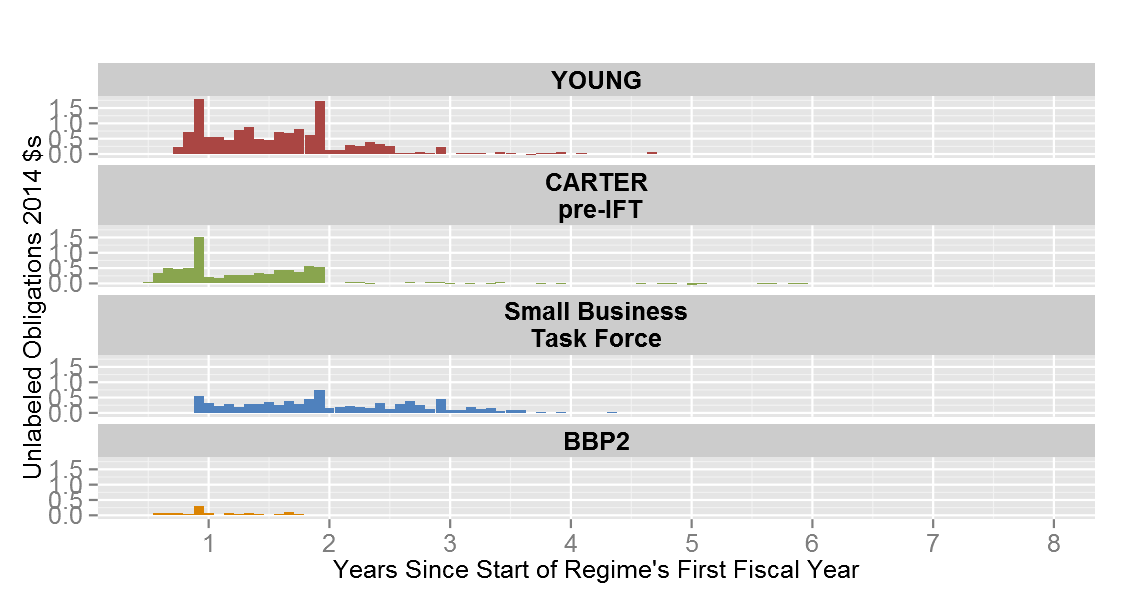 YOUNG
1.5
1.0
0.5
0.0
CARTER
pre-IFT
1.5
1.0
0.5
0.0
Small Business
Task Force
1.5
1.0
0.5
0.0
BBP2
1.5
1.0
0.5
0.0
1 2 3 4 5 6 7 8
Years Since Start of Regime's First Fiscal Year
Unlabeled Obligations 2014 $s